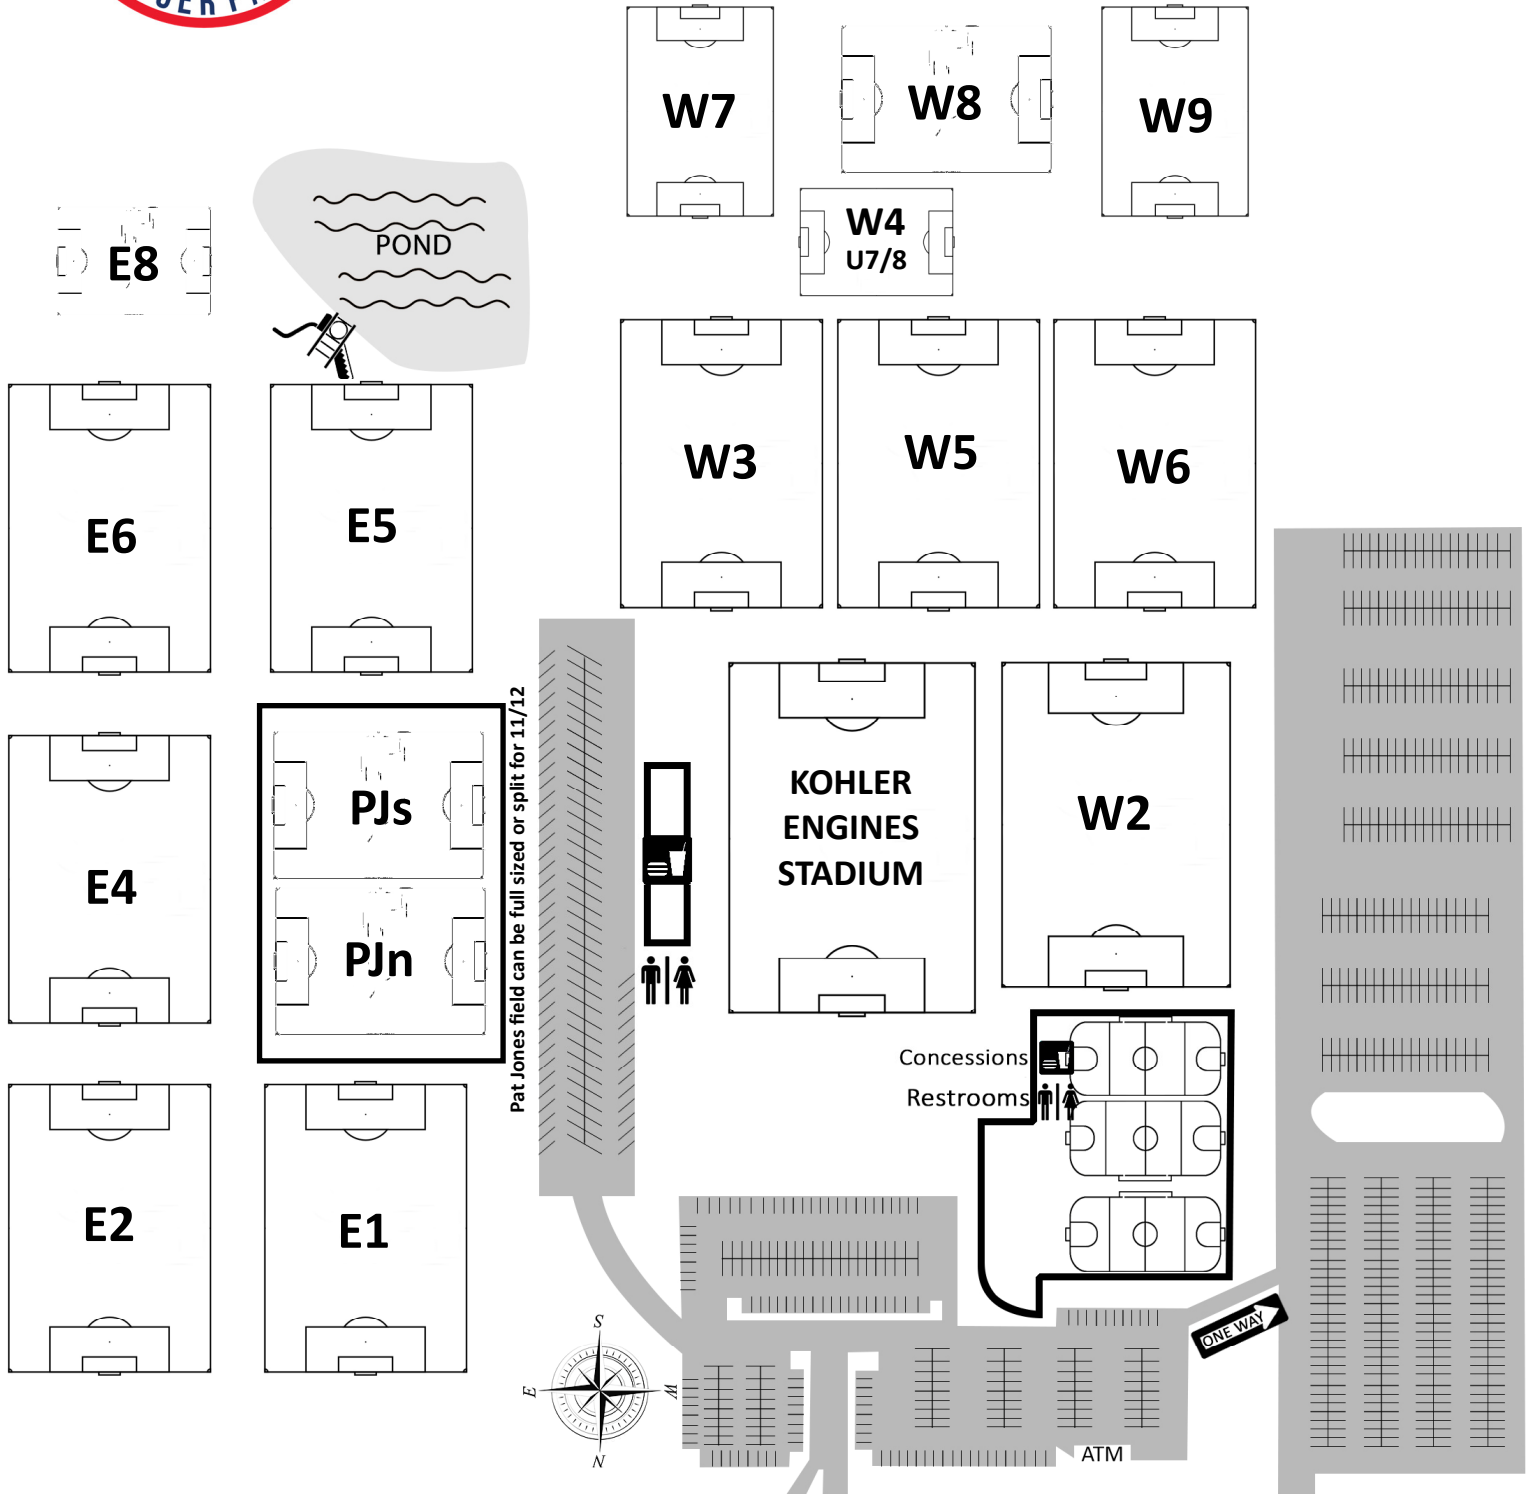 W7
W8
W9
W4
U7/8
POND
E8
W3
W5
W6
E6
E5
Pat Jones field can be full sized or split for 11/12
PJs
PJn
E4
KOHLER
ENGINES
STADIUM
W2
Concessions
Restrooms
E2
E1
ONE WAY
S
E
W
N
ATM